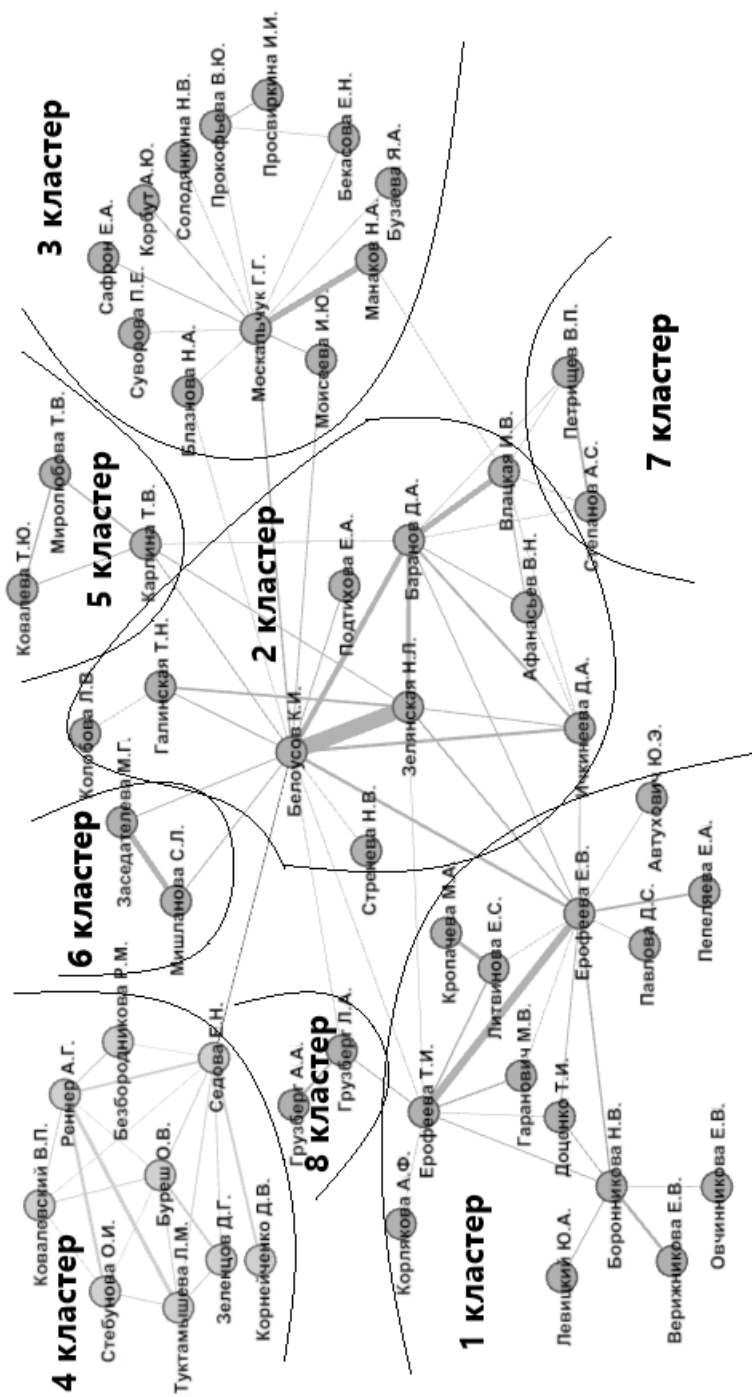 4 кластер
Ковалевский В.П.
Реннер А.Г.
Безбородникова Р.М.
Стебунова О.И.
Буреш О.В.
Седова Е.Н.
Туктамышева Л.М.
Зеленцов Д.Г.
Корнейченко Д.В.
6 кластер
Заседателева М.Г.
Мишланова С.Л.
5 кластер
Ковалева Т.Ю.
Миролюбова Т.В.
Карпина Т.В.
3 кластер
Сафрон Е.А.
Суворова П.Е.
Корбут А.Ю.
Солодянкина Н.В.
Прокофьева В.Ю.
Просвиркина И.И.
Блазнова Н.А.
Москальчук Г.Г.
Бекасова Е.Н.
Моисеева И.Ю.
Манаков Н.А.
Бузаева Я.А.
2 кластер
Колобова Л.В.
Галинская Т.Н.
Белоусов К.И.
Подтихова Е.А.
Стренева Н.В.
Зелянская Н.Л.
Баранов Д.А.
Влацкая И.В.
Афанасьев В.Н.
Ичкинеева Д.А.
8 кластер
Грузберг А.А.
Грузберг Л.А.
1 кластер
Корлякова А.Ф.
Ерофеева Т.И.
Кропачева М.А.
Литвинова Е.С.
Гаранович М.В.
Доценко Т.И.
Ерофеева Е.В.
Автухович Ю.Э.
Павлова Д.С.
Пепеляева Е.А.
Левицкий Ю.А.
Боронникова Н.В.
Верижникова Е.В.
Овчинникова Е.В.
7 кластер
Петрищев В.П.
Степанов А.С.